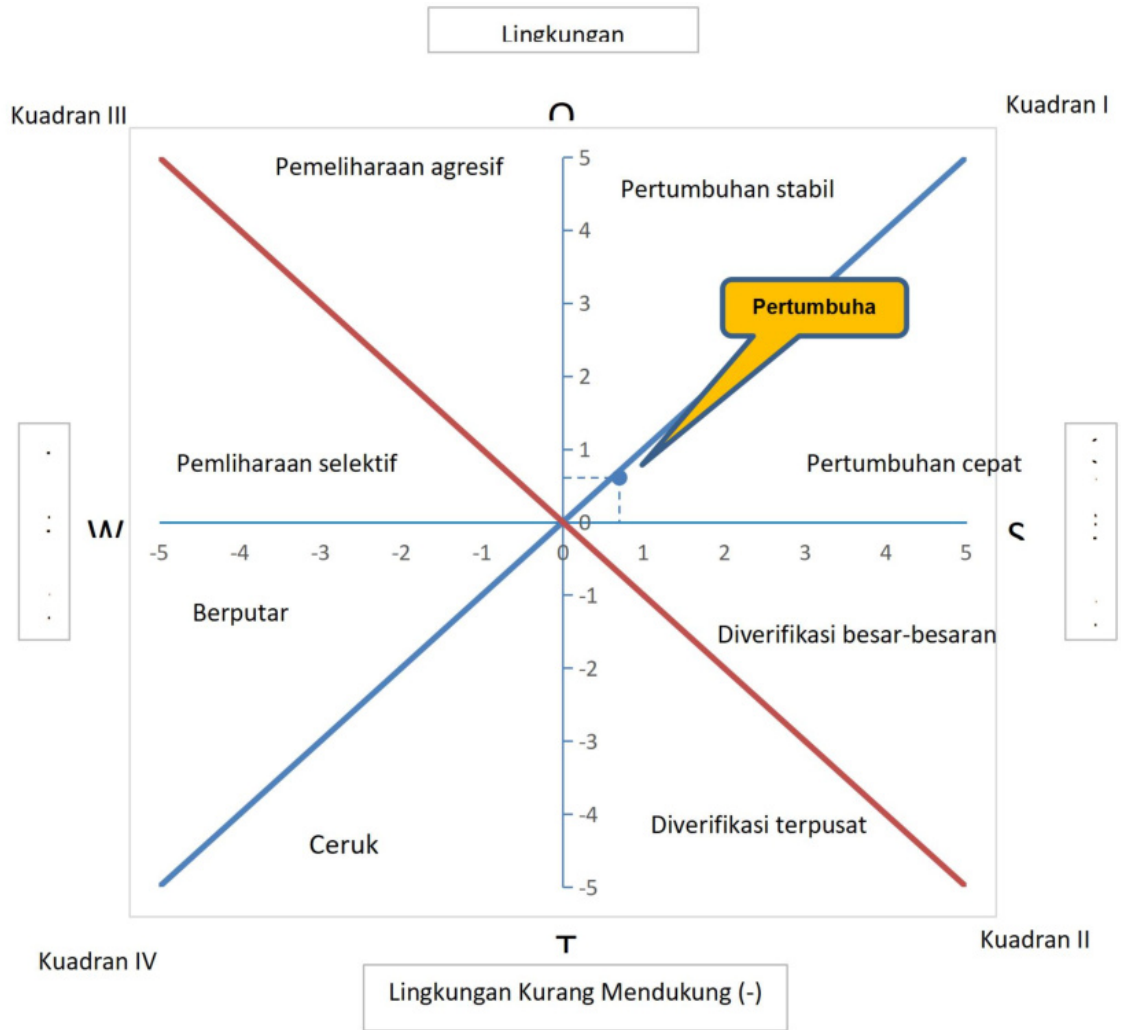 Lingkungan
Kuadran III
Kuadran I
Pemeliharaan agresif
Pertumbuhan stabil
5
4
3
2
1
0
-1
-2
-3
-4
-5
Pertumbuha
Pemliharaan selektif
Pertumbuhan cepat
W
S
-5 -4 -3 -2 -1 0 1 2 3 4 5
Berputar
Diverifikasi besar-besaran
Ceruk
Diverifikasi terpusat
Kuadran IV
T
Kuadran II
Lingkungan Kurang Mendukung (-)